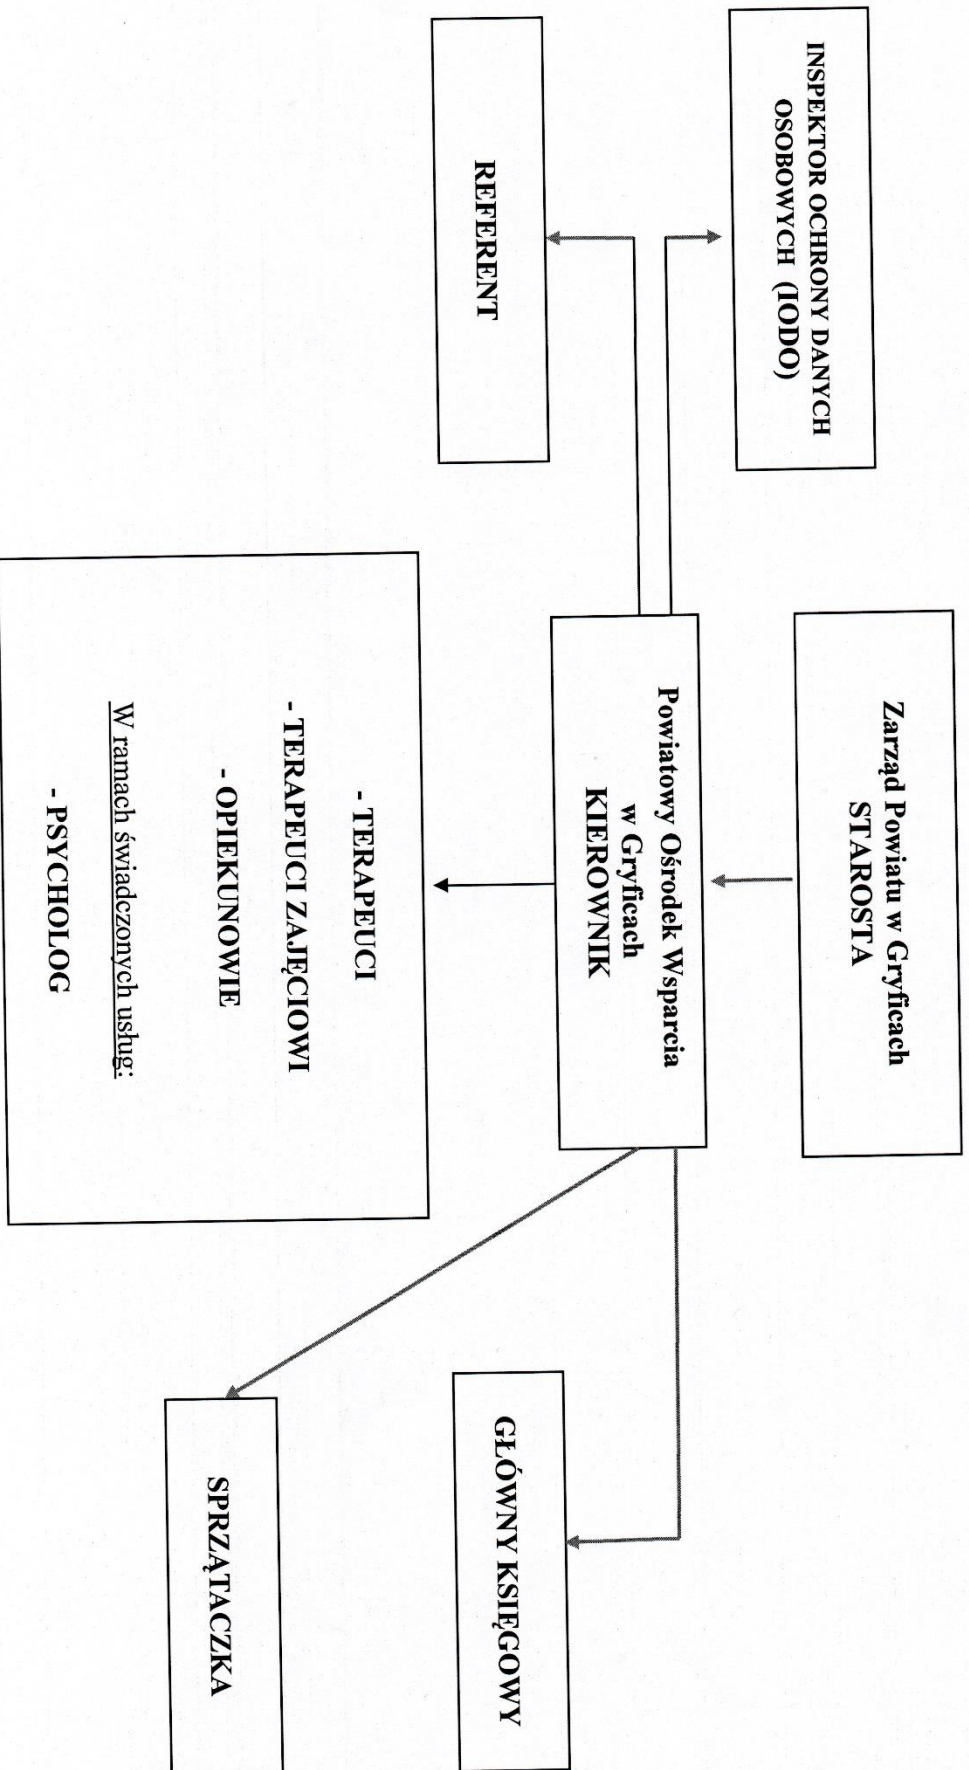 Zarząd Powiatu w Gryficach
STAROSTA
INSPEKTOR OCHRONY DANYCH
OSOBOWYCH (IODO)
Powiatowy Ośrodek Wsparcia
w Gryficach
KIEROWNIK
REFERENT
GŁÓWNY KSIĘGOWY
- TERAPEUCI
- TERAPEUCI ZAJĘCIOWI
- OPIEKUNOWIE
W ramach świadczonych usług:
- PSYCHOLOG
SPRZĄTACZKA